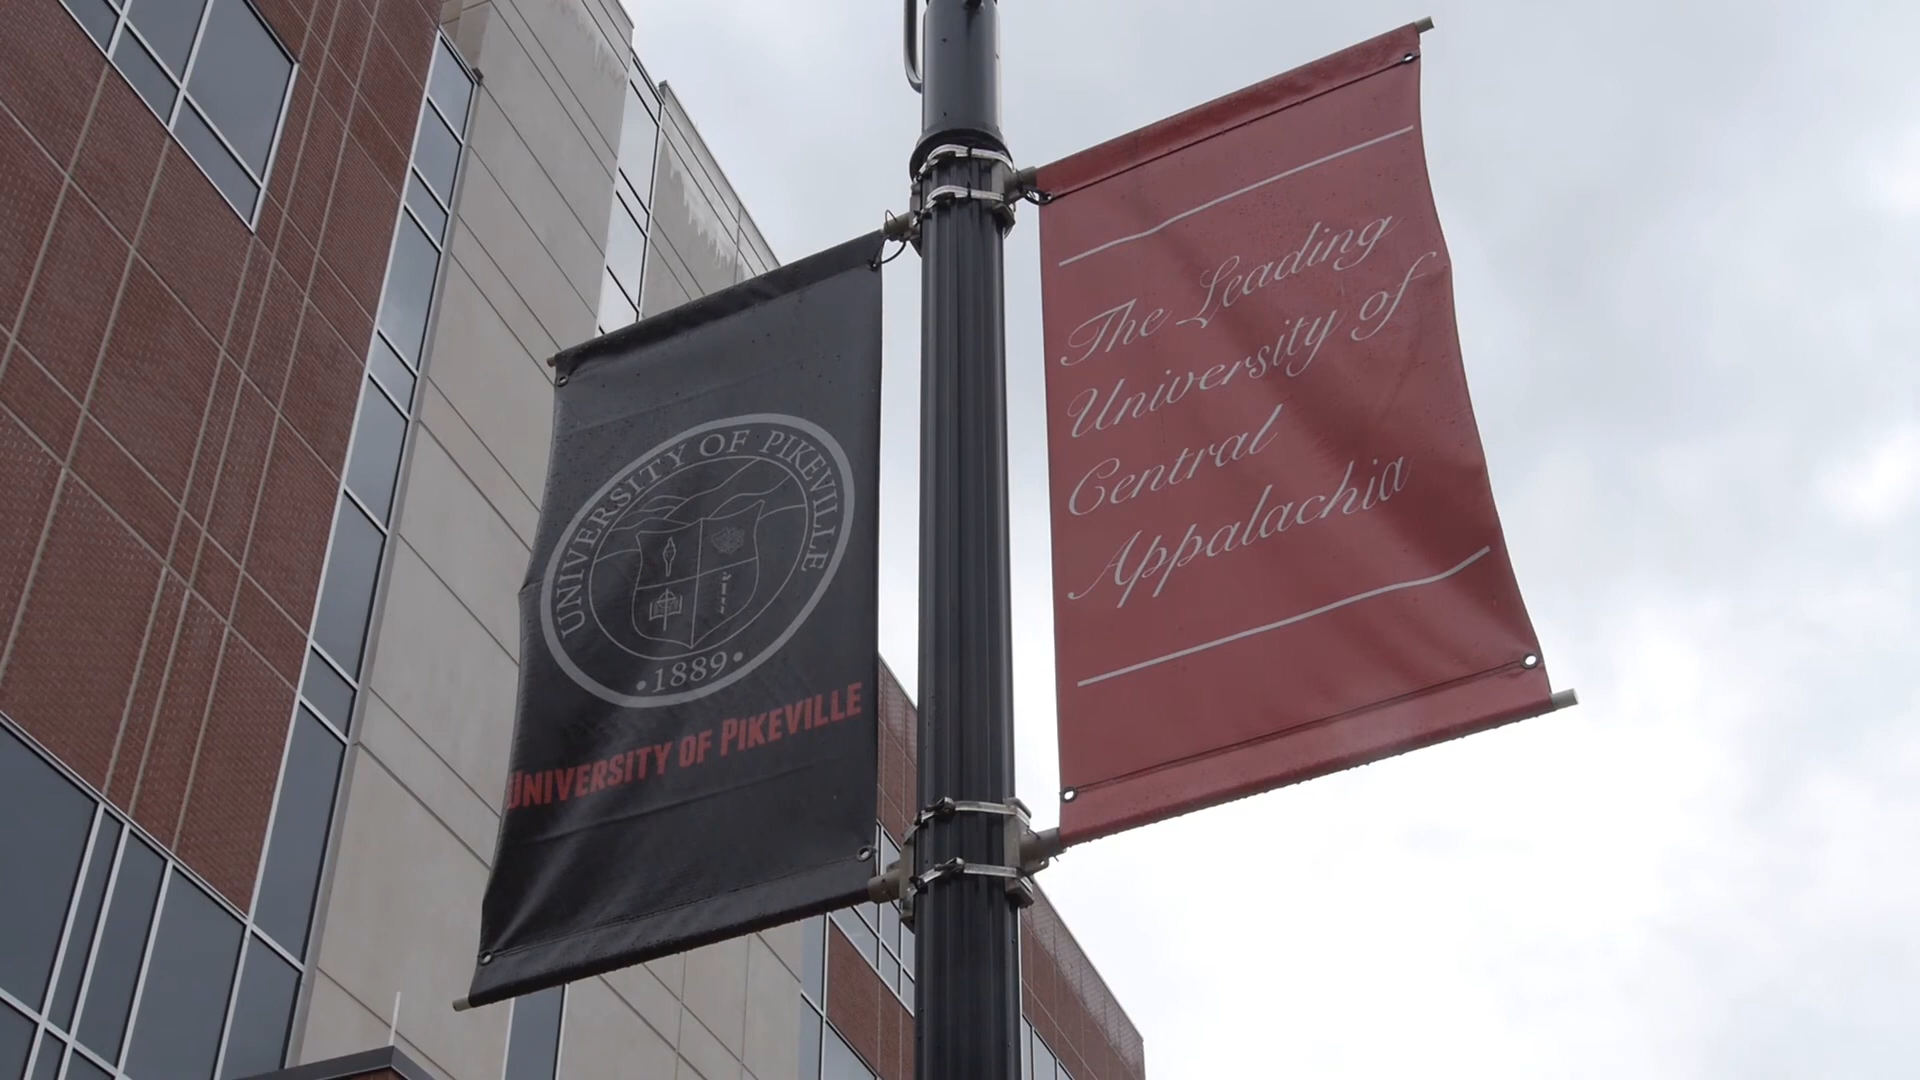 UNIVERSITY OF PIKEVILLE
•1889•
UNIVERSITY OF PIKEVILLE
The Leading
University of
Central
Appalachia